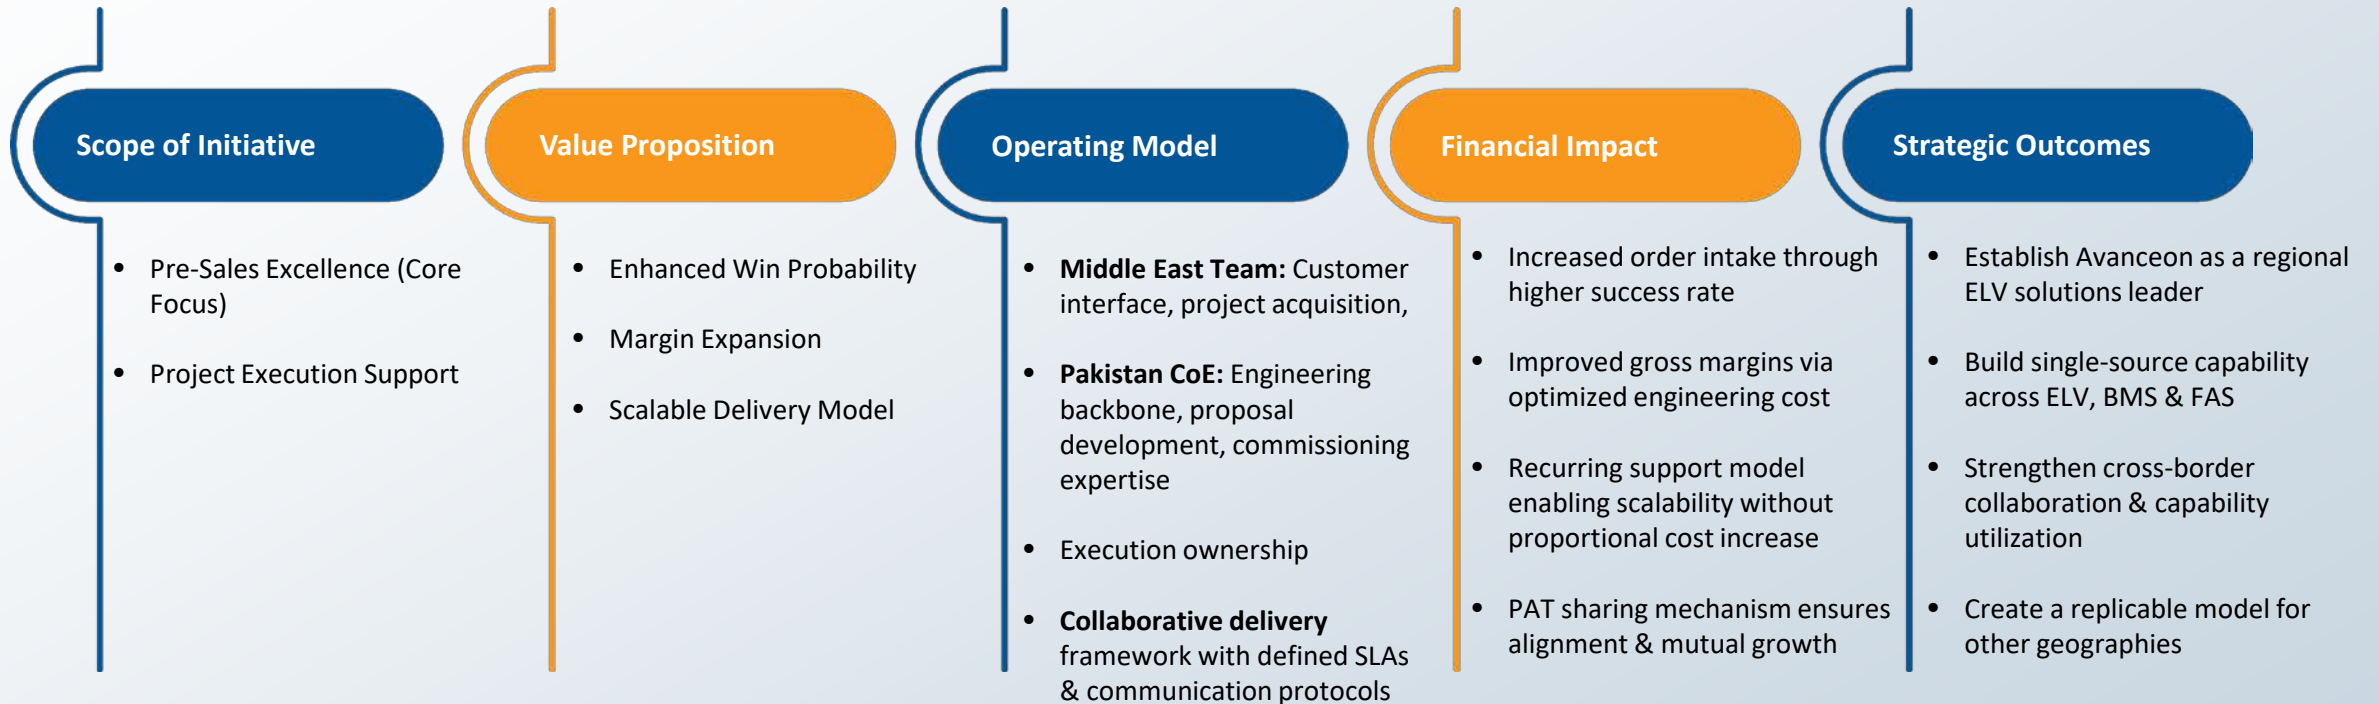 Scope of Initiative
• Pre-Sales Excellence (Core
Focus)
• Project Execution Support
Value Proposition
• Enhanced Win Probability
• Margin Expansion
• Scalable Delivery Model
Operating Model
• Middle East Team: Customer
interface, project acquisition,
• Pakistan CoE: Engineering
backbone, proposal
development, commissioning
expertise
• Execution ownership
• Collaborative delivery
framework with defined SLAs
& communication protocols
Financial Impact
• Increased order intake through
higher success rate
• Improved gross margins via
optimized engineering cost
• Recurring support model
enabling scalability without
proportional cost increase
• PAT sharing mechanism ensures
alignment & mutual growth
Strategic Outcomes
• Establish Avanceon as a regional
ELV solutions leader
• Build single-source capability
across ELV, BMS & FAS
• Strengthen cross-border
collaboration & capability
utilization
• Create a replicable model for
other geographies